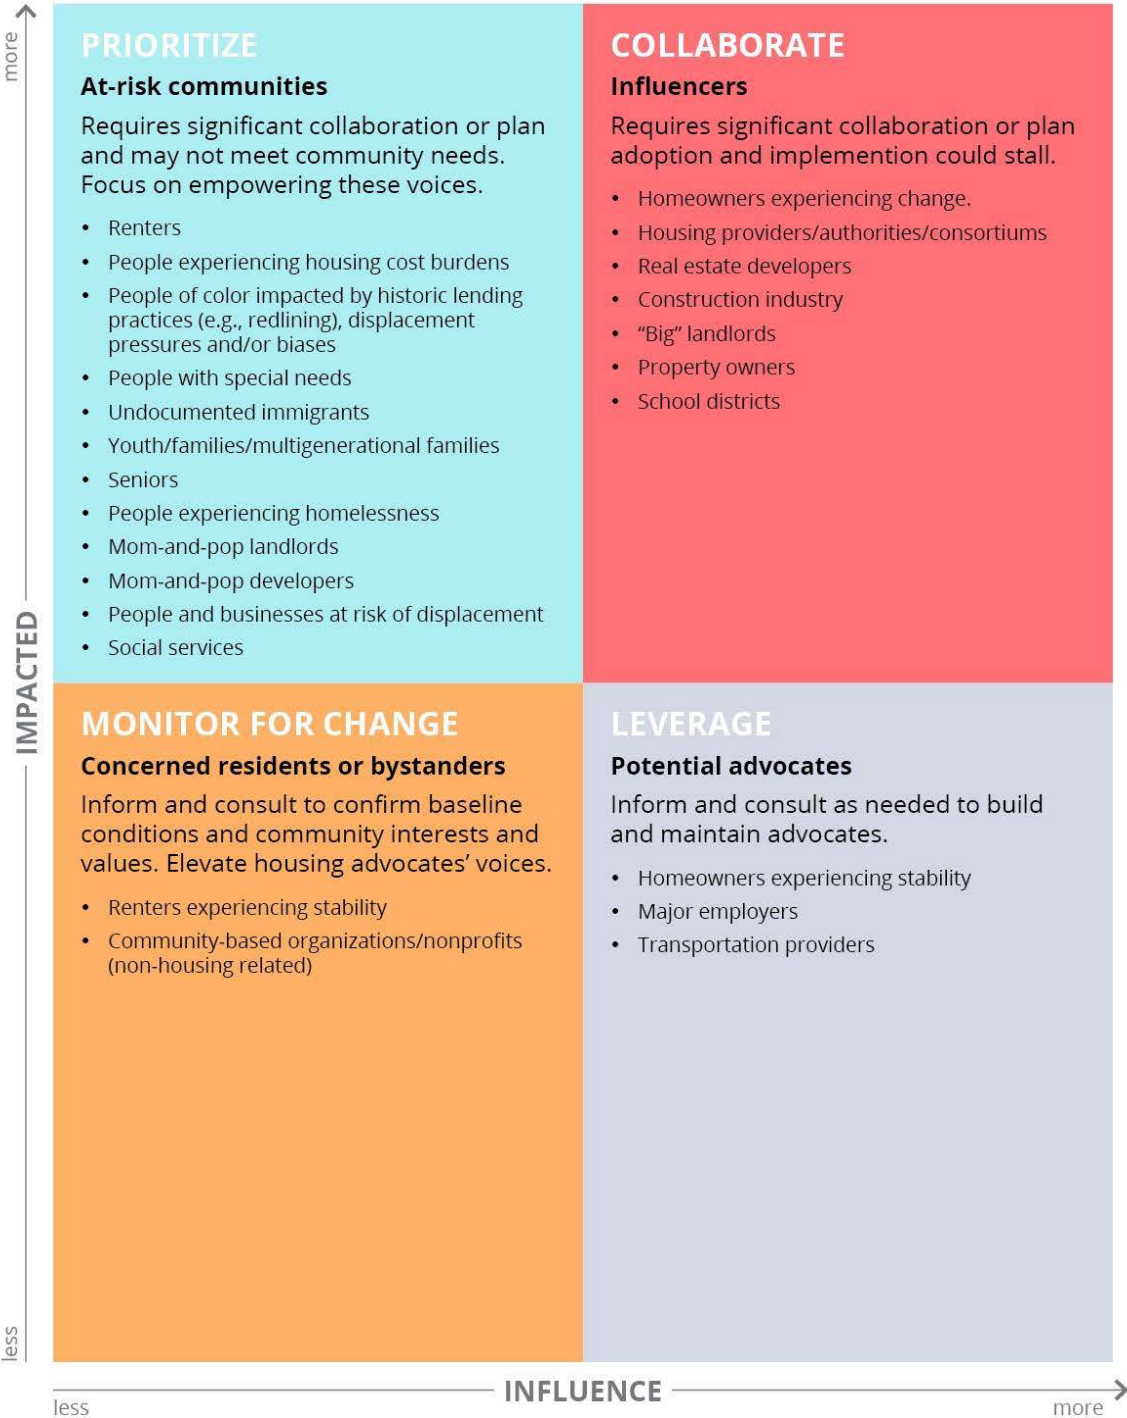 more
PRIORITIZE
At-risk communities
Requires significant collaboration or plan
and may not meet community needs.
Focus on empowering these voices.
• Renters
• People experiencing housing cost burdens
• People of color impacted by historic lending
practices (e.g., redlining), displacement
pressures and/or biases
• People with special needs
• Undocumented immigrants
• Youth/families/multigenerational families
• Seniors
• People experiencing homelessness
• Mom-and-pop landlords
• Mom-and-pop developers
• People and businesses at risk of displacement
• Social services
COLLABORATE
Influencers
Requires significant collaboration or plan
adoption and implemention could stall.
• Homeowners experiencing change.
• Housing providers/authorities/consortiums
• Real estate developers
• Construction industry
• “Big” landlords
• Property owners
• School districts
IMPACTED
MONITOR FOR CHANGE
Concerned residents or bystanders
Inform and consult to confirm baseline
conditions and community interests and
values. Elevate housing advocates’ voices.
• Renters experiencing stability
• Community-based organizations/nonprofits
(non-housing related)
LEVERAGE
Potential advocates
Inform and consult as needed to build
and maintain advocates.
• Homeowners experiencing stability
• Major employers
• Transportation providers
less
INFLUENCE
less
more